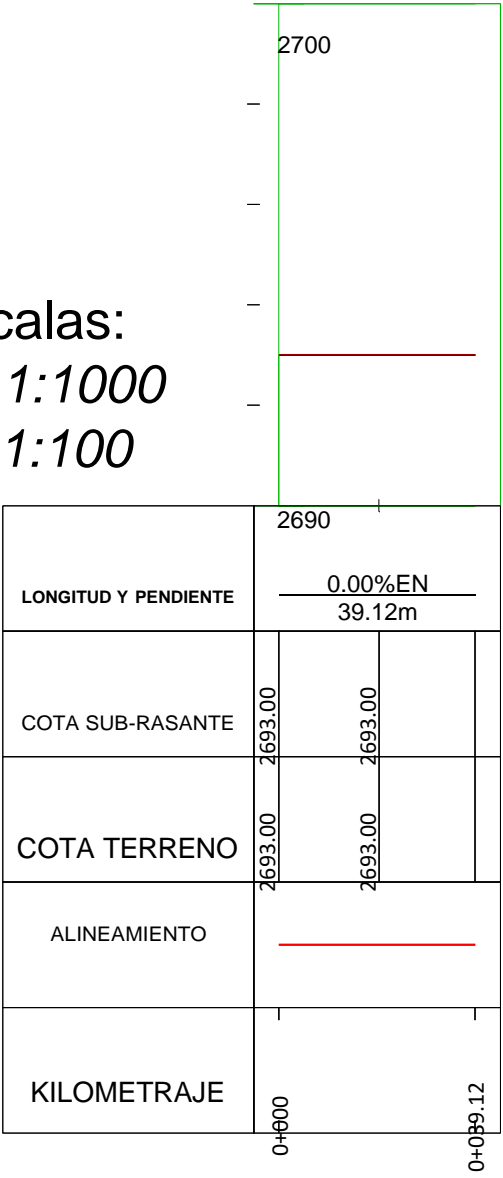 2700
calas:
1:1000
1:100
2690
LONGITUD Y PENDIENTE
0.00%EN
39.12m
COTA SUB-RASANTE
2693.00
2693.00
COTA TERRENO
2693.00
2693.00
ALINEAMIENTO
KILOMETRAJE
0+000
0+039.12